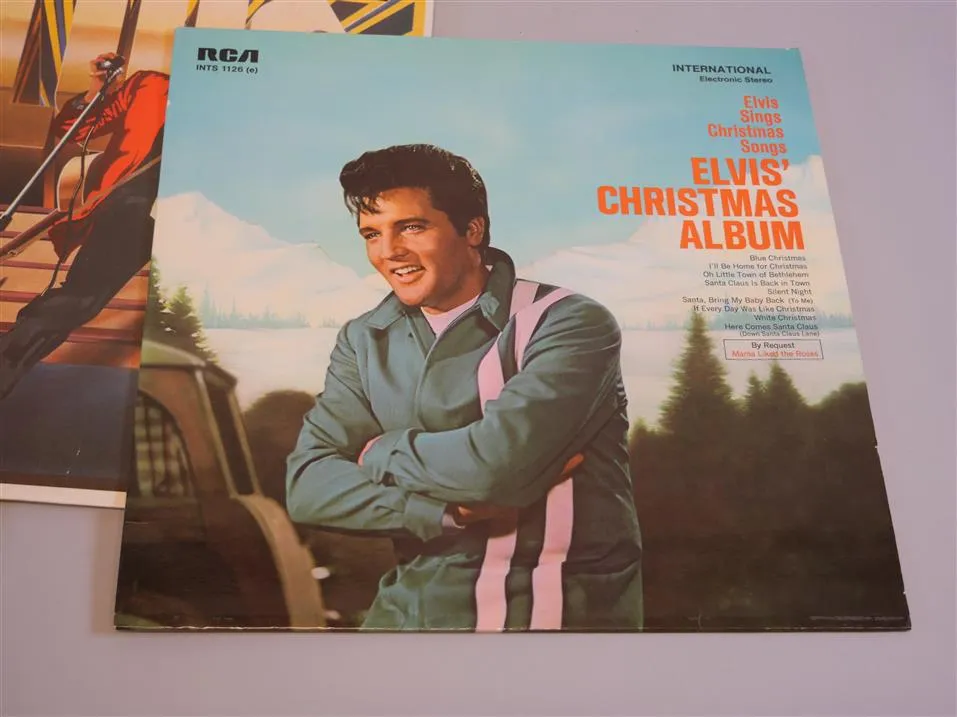 RCA
INTS 1126 (e)
INTERNATIONAL
Electronic Stereo
Elvis
Sings
Christmas
Songs
ELVIS'
CHRISTMAS
ALBUM
Blue Christmas
I'll Be Home for Christmas
Oh Little Town of Bethlehem
Santa Claus Is Back in Town
Silent Night
Santa, Bring My Baby Back (To Me)
If Every Day Was Like Christmas
White Christmas
Here Comes Santa Claus
(Down Santa Claus Lane)
By Request
Mama Liked the Roses